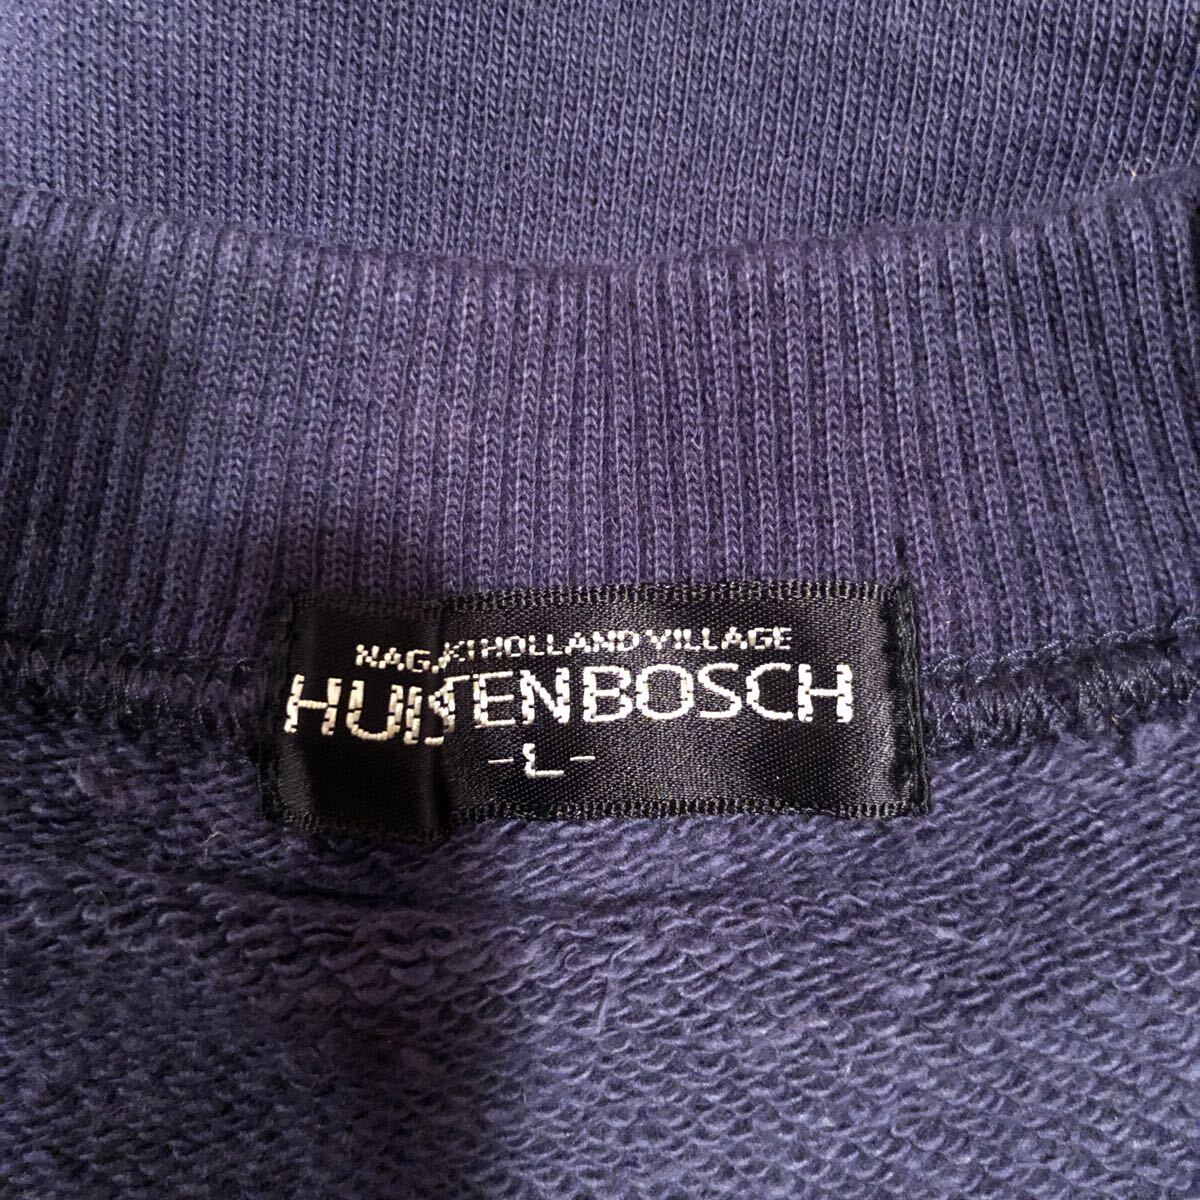 HOLLAND VILLAGE
HUISTENBOSCH
-L-